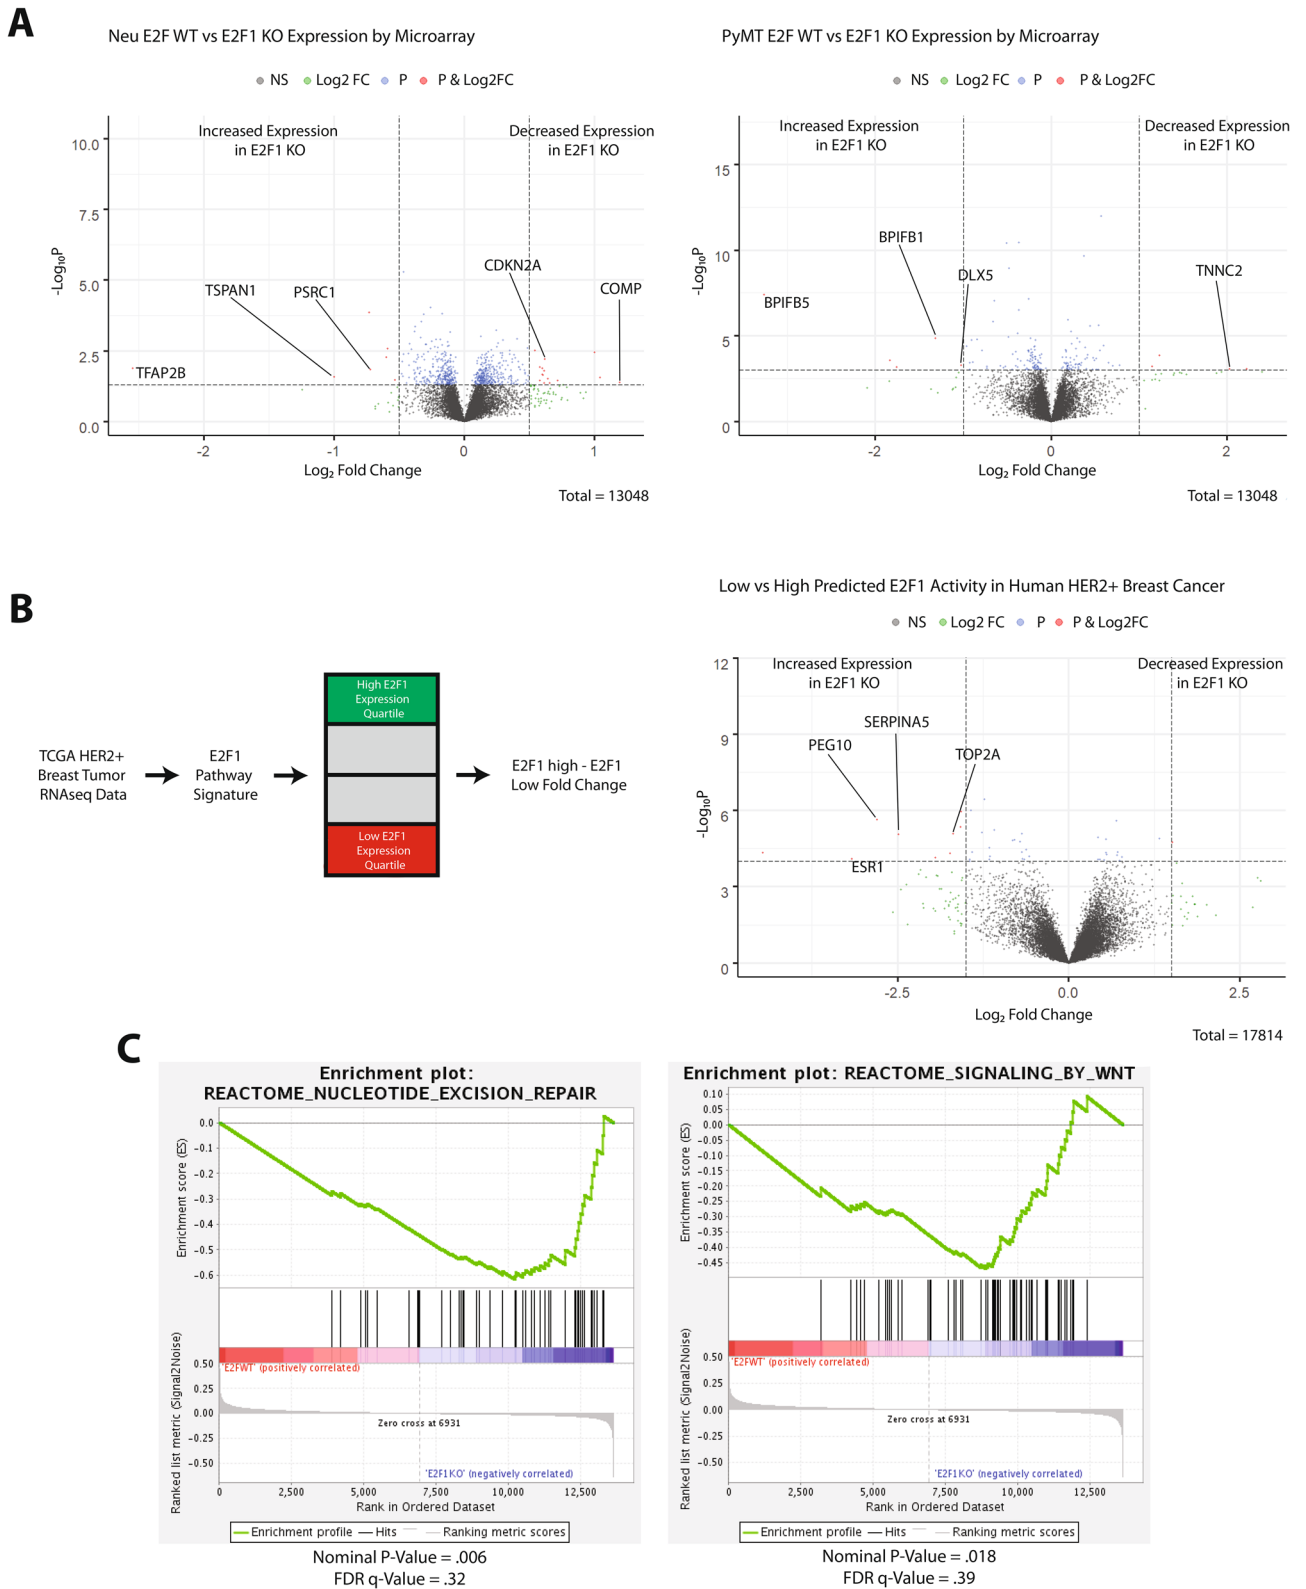 A
Neu E2F WT vs E2F1 KO Expression by Microarray
NS Log2 FC P P & Log2FC
Increased Expression
in E2F1 KO
Decreased Expression
in E2F1 KO
10.0
7.5
5.0
2.5
0.0
-Log₁₀P
TSPAN1
PSRC1
CDKN2A
COMP
TFAP2B
-2
-1
0
1
Log₂ Fold Change
Total = 13048
PyMT E2F WT vs E2F1 KO Expression by Microarray
NS Log2 FC P P & Log2FC
Increased Expression
in E2F1 KO
Decreased Expression
in E2F1 KO
15
10
5
0
-Log₁₀P
BPIFB1
DLX5
TNNC2
BPIFB5
-2
0
2
Log₂ Fold Change
Total = 13048
B
TCGA HER2+
Breast Tumor
RNAseq Data
E2F1
Pathway
Signature
High E2F1
Expression
Quartile
Low E2F1
Expression
Quartile
E2F1 high - E2F1
Low Fold Change
Low vs High Predicted E2F1 Activity in Human HER2+ Breast Cancer
NS Log2 FC P P & Log2FC
Increased Expression
in E2F1 KO
Decreased Expression
in E2F1 KO
12
9
6
3
0
-Log₁₀P
SERPINA5
PEG10
TOP2A
ESR1
-2.5
0.0
2.5
Log₂ Fold Change
Total = 17814
C
Enrichment plot:
REACTOME_NUCLEOTIDE_EXCISION_REPAIR
Enrichment score (ES)
0.0
-0.1
-0.2
-0.3
-0.4
-0.5
-0.6
Ranked list metric (Signal2Noise)
0.50
0.25
0.00
-0.25
-0.50
'E2FWT' (positively correlated)
Zero cross at 6931
'E2F1KO' (negatively correlated)
0
2,500
5,000
7,500
10,000
12,500
Rank in Ordered Dataset
Enrichment profile Hits Ranking metric scores
Nominal P-Value = .006
FDR q-Value = .32
Enrichment plot: REACTOME_SIGNALING_BY_WNT
Enrichment score (ES)
0.10
0.05
0.00
-0.05
-0.10
-0.15
-0.20
-0.25
-0.30
-0.35
-0.40
-0.45
Ranked list metric (Signal2Noise)
0.50
0.25
0.00
-0.25
-0.50
'E2FWT' (positively correlated)
Zero cross at 6931
'E2F1KO' (negatively correlated)
0
2,500
5,000
7,500
10,000
12,500
Rank in Ordered Dataset
Enrichment profile Hits Ranking metric scores
Nominal P-Value = .018
FDR q-Value = .39